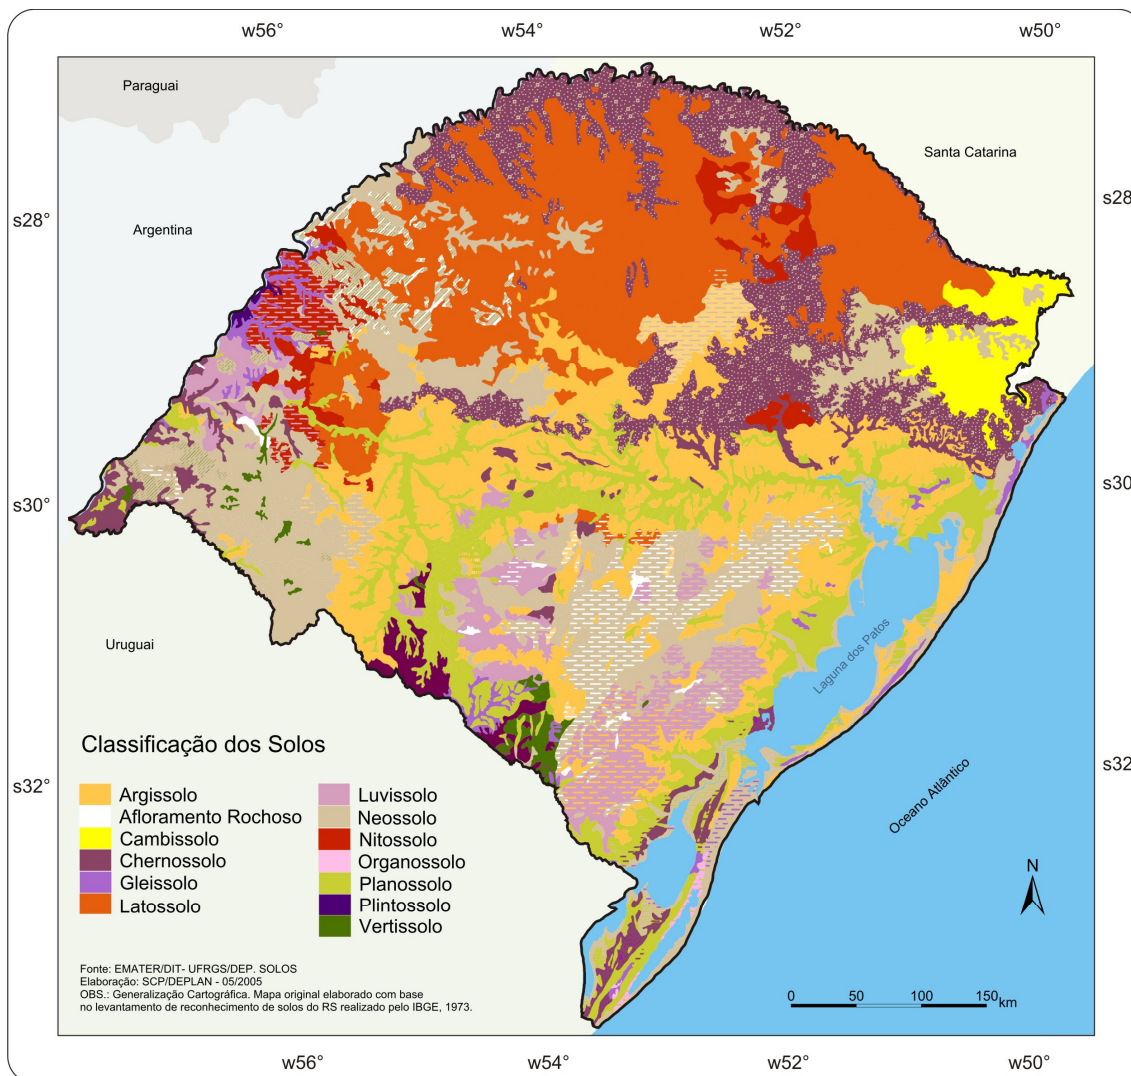 w56° w54° w52° w50°
Paraguai
Santa Catarina
s28° s28
Argentina
s30° s30
Uruguai
Laguna dos Patos
Classificação dos Solos
s32° s32
Oceano Atlântico
Argissolo
Afloramento Rochoso
Cambissolo
Chernossolo
Gleissolo
Latossolo
Luvissolo
Neossolo
Nitossolo
Organossolo
Planossolo
Plintossolo
Vertissolo
N
Fonte: EMATER/DIT- UFRGS/DEP. SOLOS
Elaboração: SCP/DEPLAN - 05/2005
OBS.: Generalização Cartográfica. Mapa original elaborado com base
no levantamento de reconhecimento de solos do RS realizado pelo IBGE, 1973.
0 50 100 150 km
w56° w54° w52° w50°